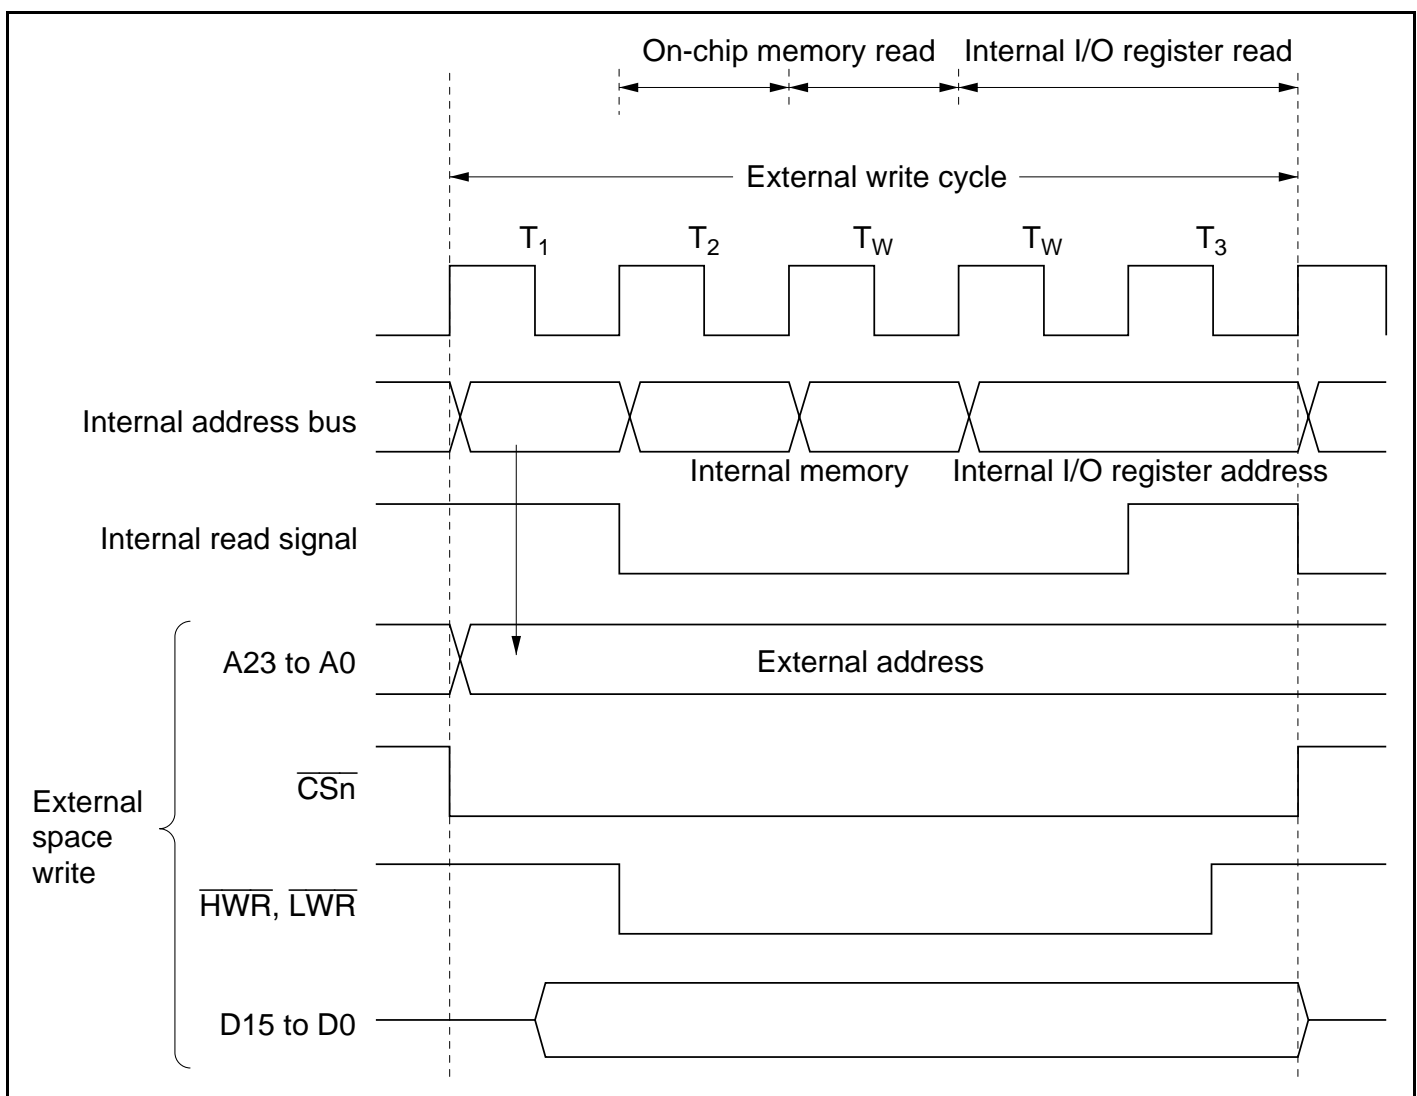 On-chip memory read Internal I/O register read
External write cycle
T1 T2 TW TW T3
Internal address bus
Internal memory Internal I/O register address
Internal read signal
A23 to A0 External address
CSn
External
space
write
HWR, LWR
D15 to D0